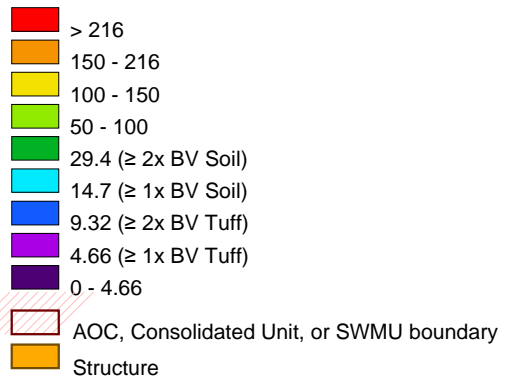 > 216
150 - 216
100 - 150
50 - 100
29.4 (≥ 2x BV Soil)
14.7 (≥ 1x BV Soil)
9.32 (≥ 2x BV Tuff)
4.66 (≥ 1x BV Tuff)
0 - 4.66
AOC, Consolidated Unit, or SWMU boundary
Structure